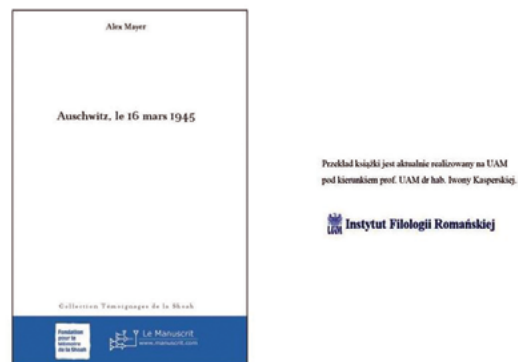 Alex Mayer
Auschwitz, le 16 mars 1945
Collection Témoignages de la Shoah
Fondation
pour la
Mémoire
de la Shoah
Le Manuscrit
www.manuscrit.com
Przekład książki jest aktualnie realizowany na UAM
pod kierunkiem prof. UAM dr hab. Iwony Kasperskiej.
UAM Instytut Filologii Romańskiej